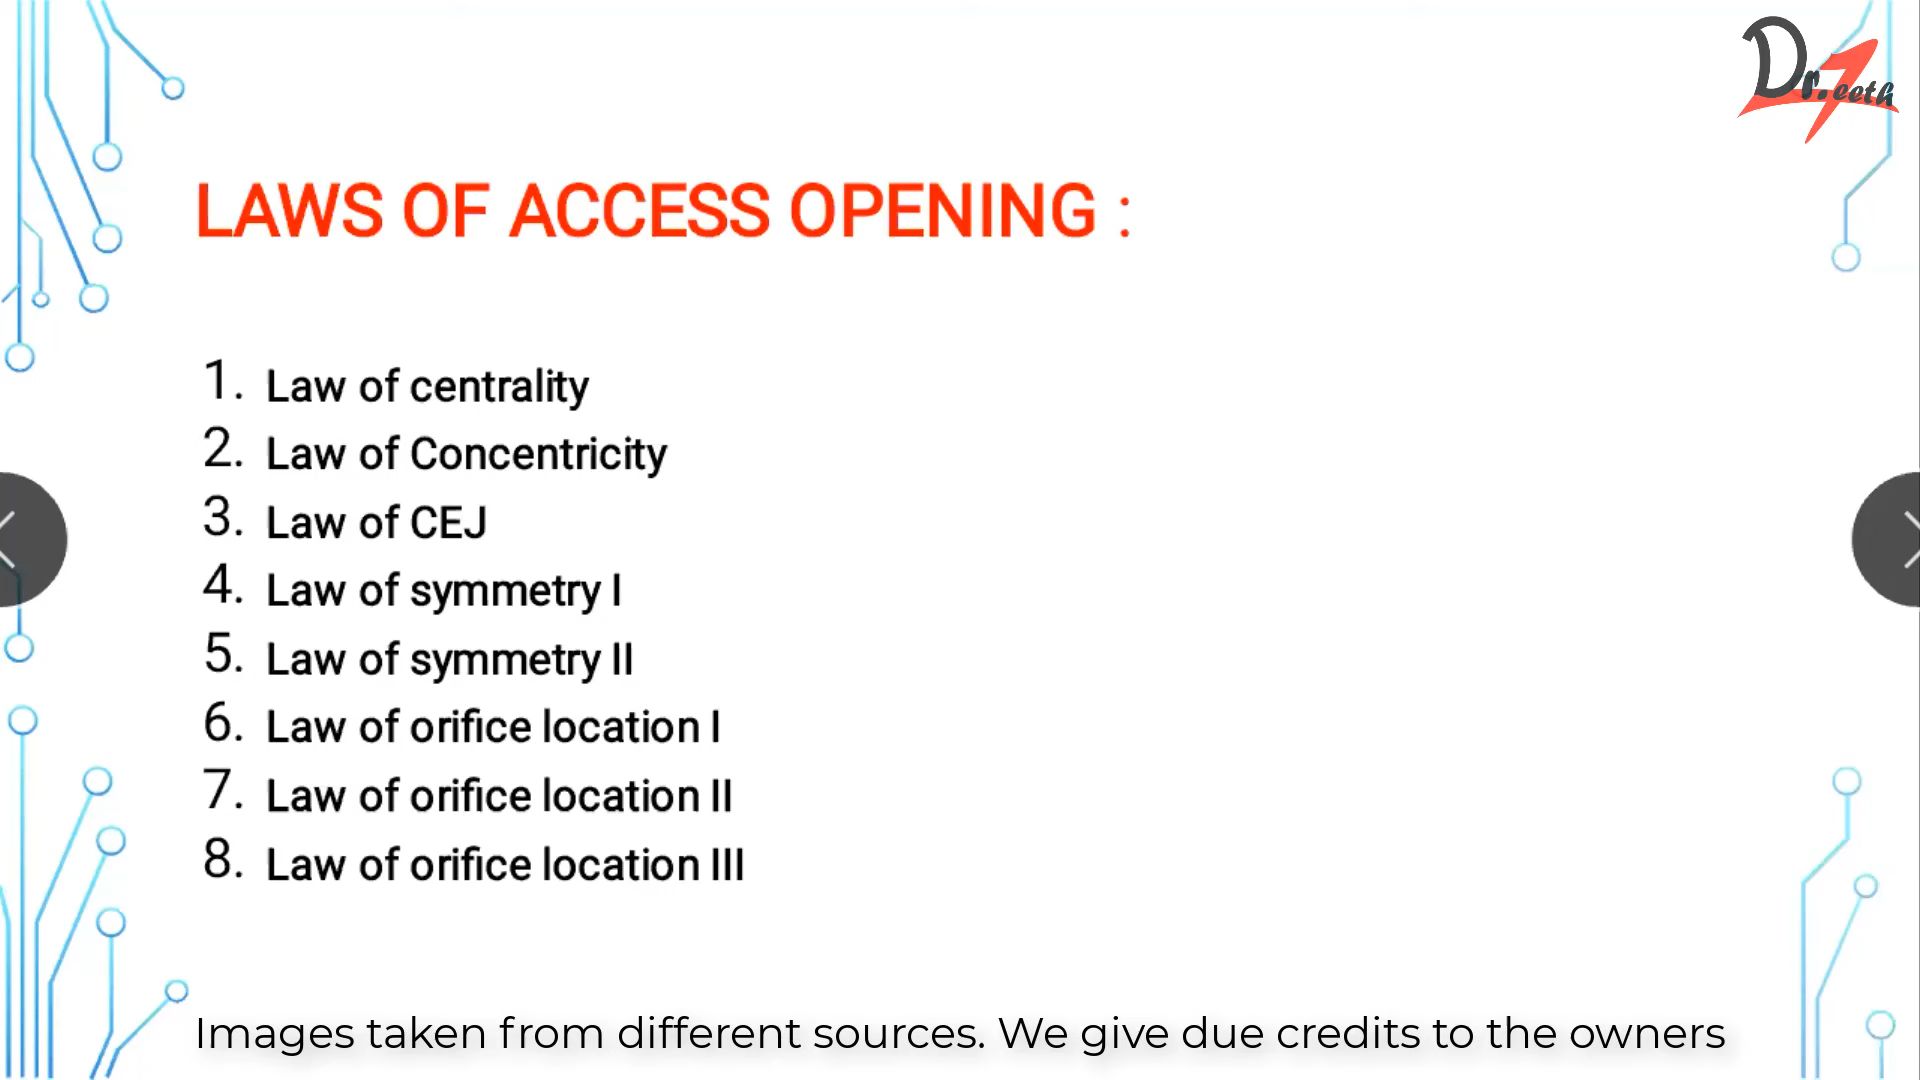 Dr. Teeth
LAWS OF ACCESS OPENING :
1. Law of centrality
2. Law of Concentricity
3. Law of CEJ
4. Law of symmetry I
5. Law of symmetry II
6. Law of orifice location I
7. Law of orifice location II
8. Law of orifice location III
Images taken from different sources. We give due credits to the owners